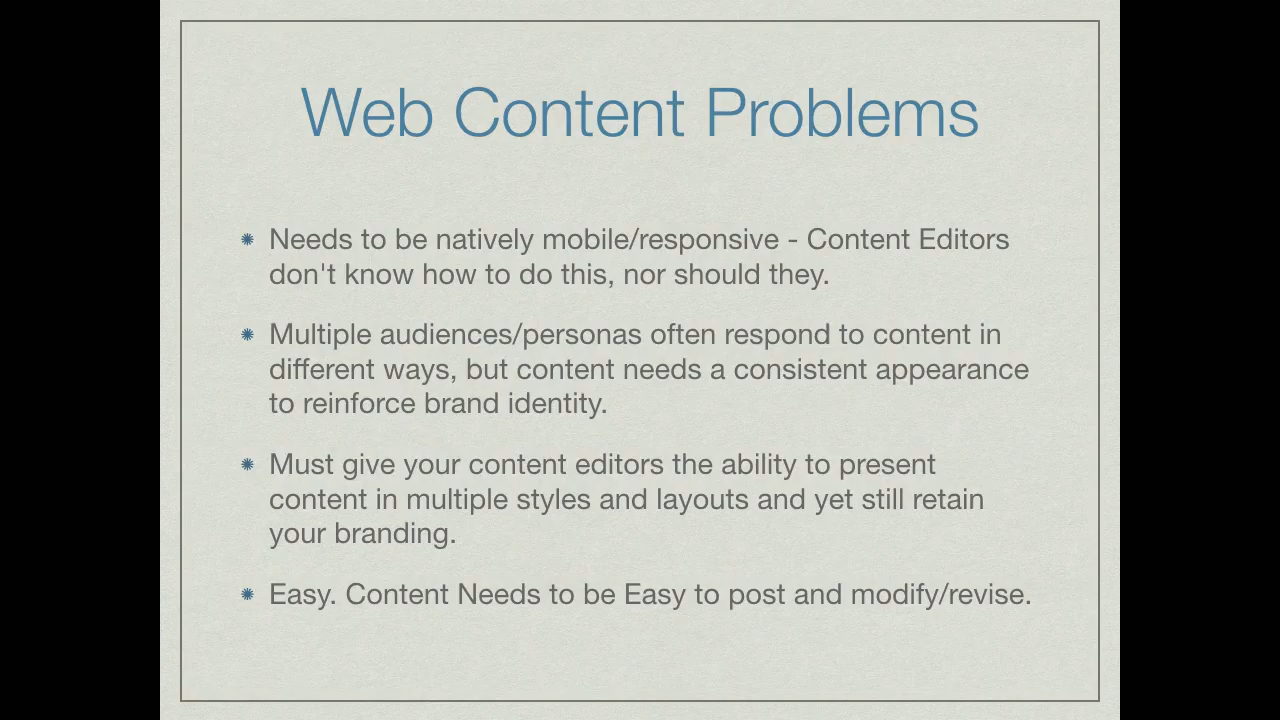 Web Content Problems
Needs to be natively mobile/responsive - Content Editors
don't know how to do this, nor should they.
Multiple audiences/personas often respond to content in
different ways, but content needs a consistent appearance
to reinforce brand identity.
Must give your content editors the ability to present
content in multiple styles and layouts and yet still retain
your branding.
Easy. Content Needs to be Easy to post and modify/revise.